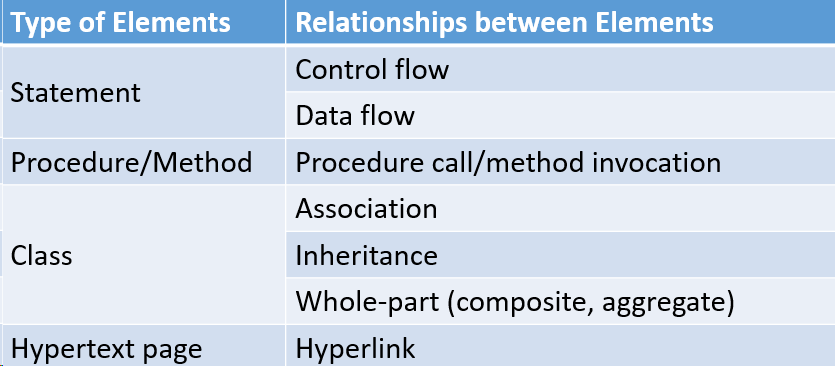 Type of Elements Relationships between Elements
Statement
Control flow
Data flow
Procedure/Method Procedure call/method invocation
Class
Association
Inheritance
Whole-part (composite, aggregate)
Hypertext page Hyperlink